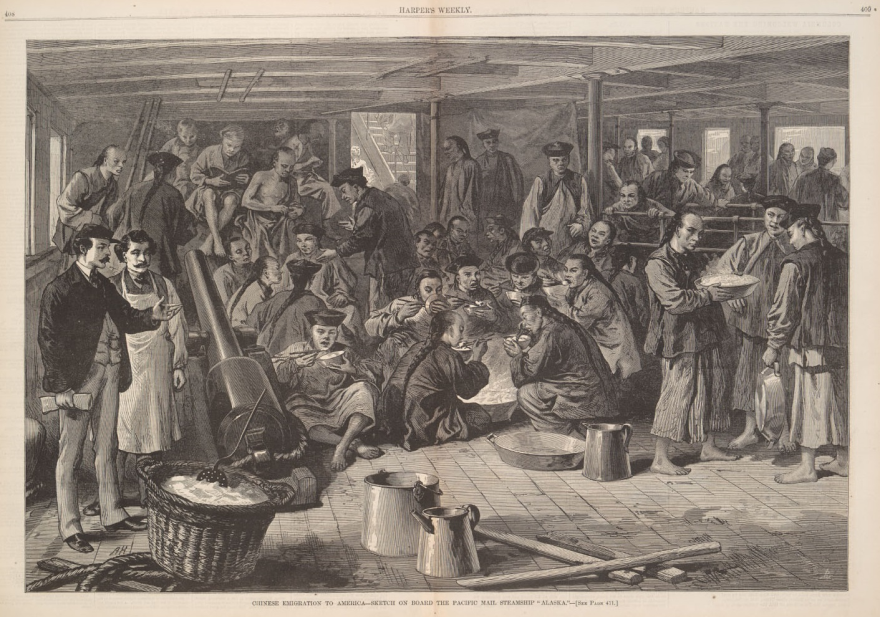 408
HARPER'S WEEKLY.
409
CHINESE EMIGRATION TO AMERICA—SKETCH ON BOARD THE PACIFIC MAIL STEAMSHIP "ALASKA."—[SEE PAGE 411.]